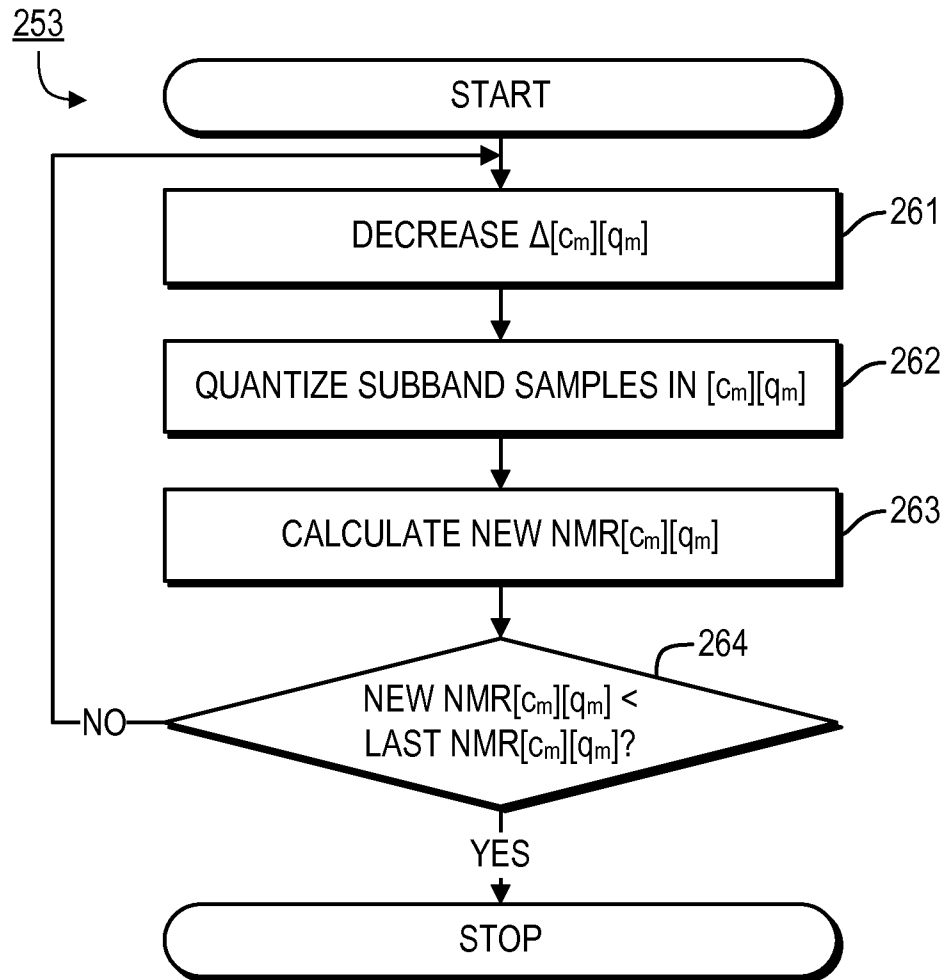 253
START
DECREASE Δ[cₘ][qₘ]
261
QUANTIZE SUBBAND SAMPLES IN [cₘ][qₘ]
262
CALCULATE NEW NMR[cₘ][qₘ]
263
264
NEW NMR[cₘ][qₘ] <
LAST NMR[cₘ][qₘ]?
NO
YES
STOP